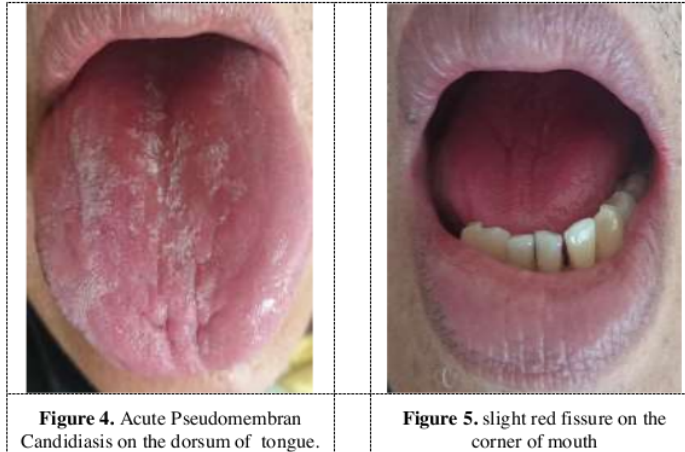 Figure 4. Acute Pseudomembran
Candidiasis on the dorsum of tongue.
Figure 5. slight red fissure on the
corner of mouth